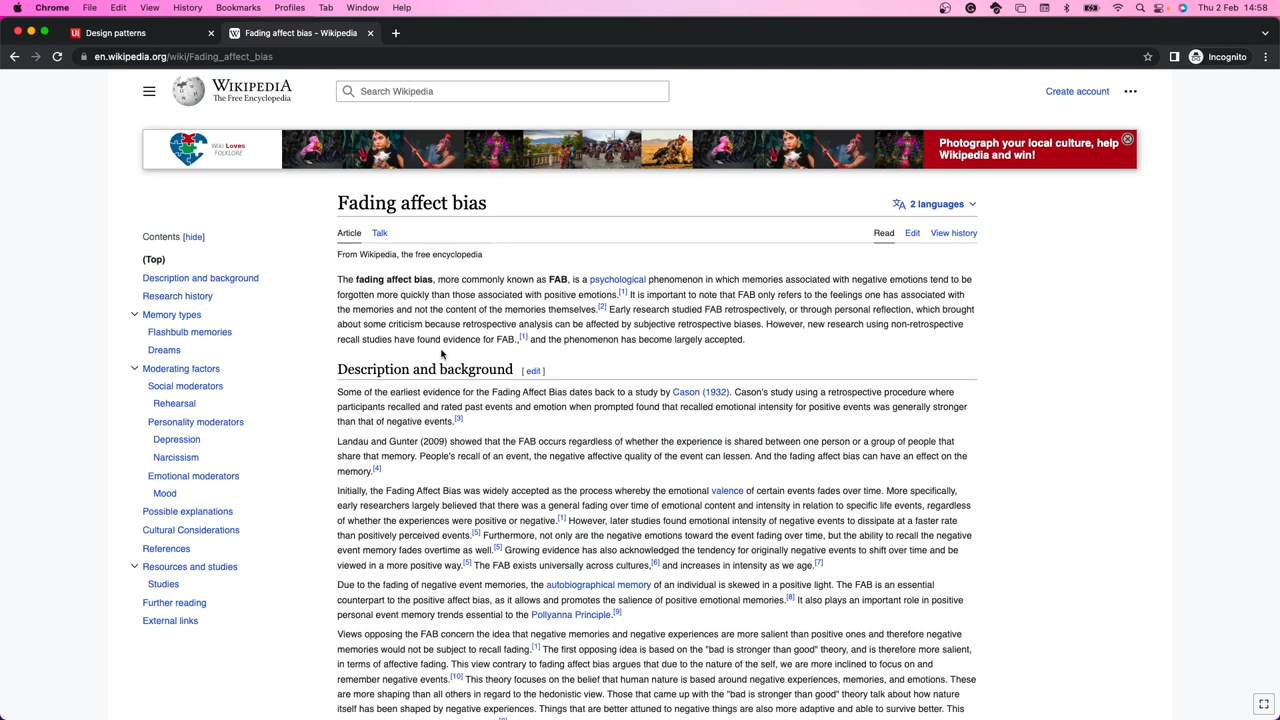 Chrome File Edit View History Bookmarks Profiles Tab Window Help Thu 2 Feb 14:58
Design patterns Fading affect bias - Wikipedia
en.wikipedia.org/wiki/Fading_affect_bias Incognito
WIKIPEDIA
The Free Encyclopedia
Search Wikipedia
Create account
Wiki Loves
FOLKLORE
Photograph your local culture, help
Wikipedia and win!
Fading affect bias
2 languages
Article Talk Read Edit View history
From Wikipedia, the free encyclopedia
Contents [hide]
(Top)
Description and background
Research history
Memory types
Flashbulb memories
Dreams
Moderating factors
Social moderators
Rehearsal
Personality moderators
Depression
Narcissism
Emotional moderators
Mood
Possible explanations
Cultural Considerations
References
Resources and studies
Studies
Further reading
External links
The fading affect bias, more commonly known as FAB, is a psychological phenomenon in which memories associated with negative emotions tend to be
forgotten more quickly than those associated with positive emotions.[1] It is important to note that FAB only refers to the feelings one has associated with
the memories and not the content of the memories themselves.[2] Early research studied FAB retrospectively, or through personal reflection, which brought
about some criticism because retrospective analysis can be affected by subjective retrospective biases. However, new research using non-retrospective
recall studies have found evidence for FAB.,[1] and the phenomenon has become largely accepted.
Description and background [ edit ]
Some of the earliest evidence for the Fading Affect Bias dates back to a study by Cason (1932). Cason's study using a retrospective procedure where
participants recalled and rated past events and emotion when prompted found that recalled emotional intensity for positive events was generally stronger
than that of negative events.[3]
Landau and Gunter (2009) showed that the FAB occurs regardless of whether the experience is shared between one person or a group of people that
share that memory. People's recall of an event, the negative affective quality of the event can lessen. And the fading affect bias can have an effect on the
memory.[4]
Initially, the Fading Affect Bias was widely accepted as the process whereby the emotional valence of certain events fades over time. More specifically,
early researchers largely believed that there was a general fading over time of emotional content and intensity in relation to specific life events, regardless
of whether the experiences were positive or negative.[1] However, later studies found emotional intensity of negative events to dissipate at a faster rate
than positively perceived events.[5] Furthermore, not only are the negative emotions toward the event fading over time, but the ability to recall the negative
event memory fades overtime as well.[5] Growing evidence has also acknowledged the tendency for originally negative events to shift over time and be
viewed in a more positive way.[5] The FAB exists universally across cultures,[6] and increases in intensity as we age.[7]
Due to the fading of negative event memories, the autobiographical memory of an individual is skewed in a positive light. The FAB is an essential
counterpart to the positive affect bias, as it allows and promotes the salience of positive emotional memories.[8] It also plays an important role in positive
personal event memory trends essential to the Pollyanna Principle.[9]
Views opposing the FAB concern the idea that negative memories and negative experiences are more salient than positive ones and therefore negative
memories would not be subject to recall fading.[1] The first opposing idea is based on the "bad is stronger than good" theory, and is therefore more salient,
in terms of affective fading. This view contrary to fading affect bias argues that due to the nature of the self, we are more inclined to focus on and
remember negative events.[10] This theory focuses on the belief that human nature is based around negative experiences, memories, and emotions. These
are more shaping than all others in regard to the hedonistic view. Those that came up with the "bad is stronger than good" theory talk about how nature
itself has been shaped by negative experiences. Things that are better attuned to negative things are also more adaptive and able to survive better. This